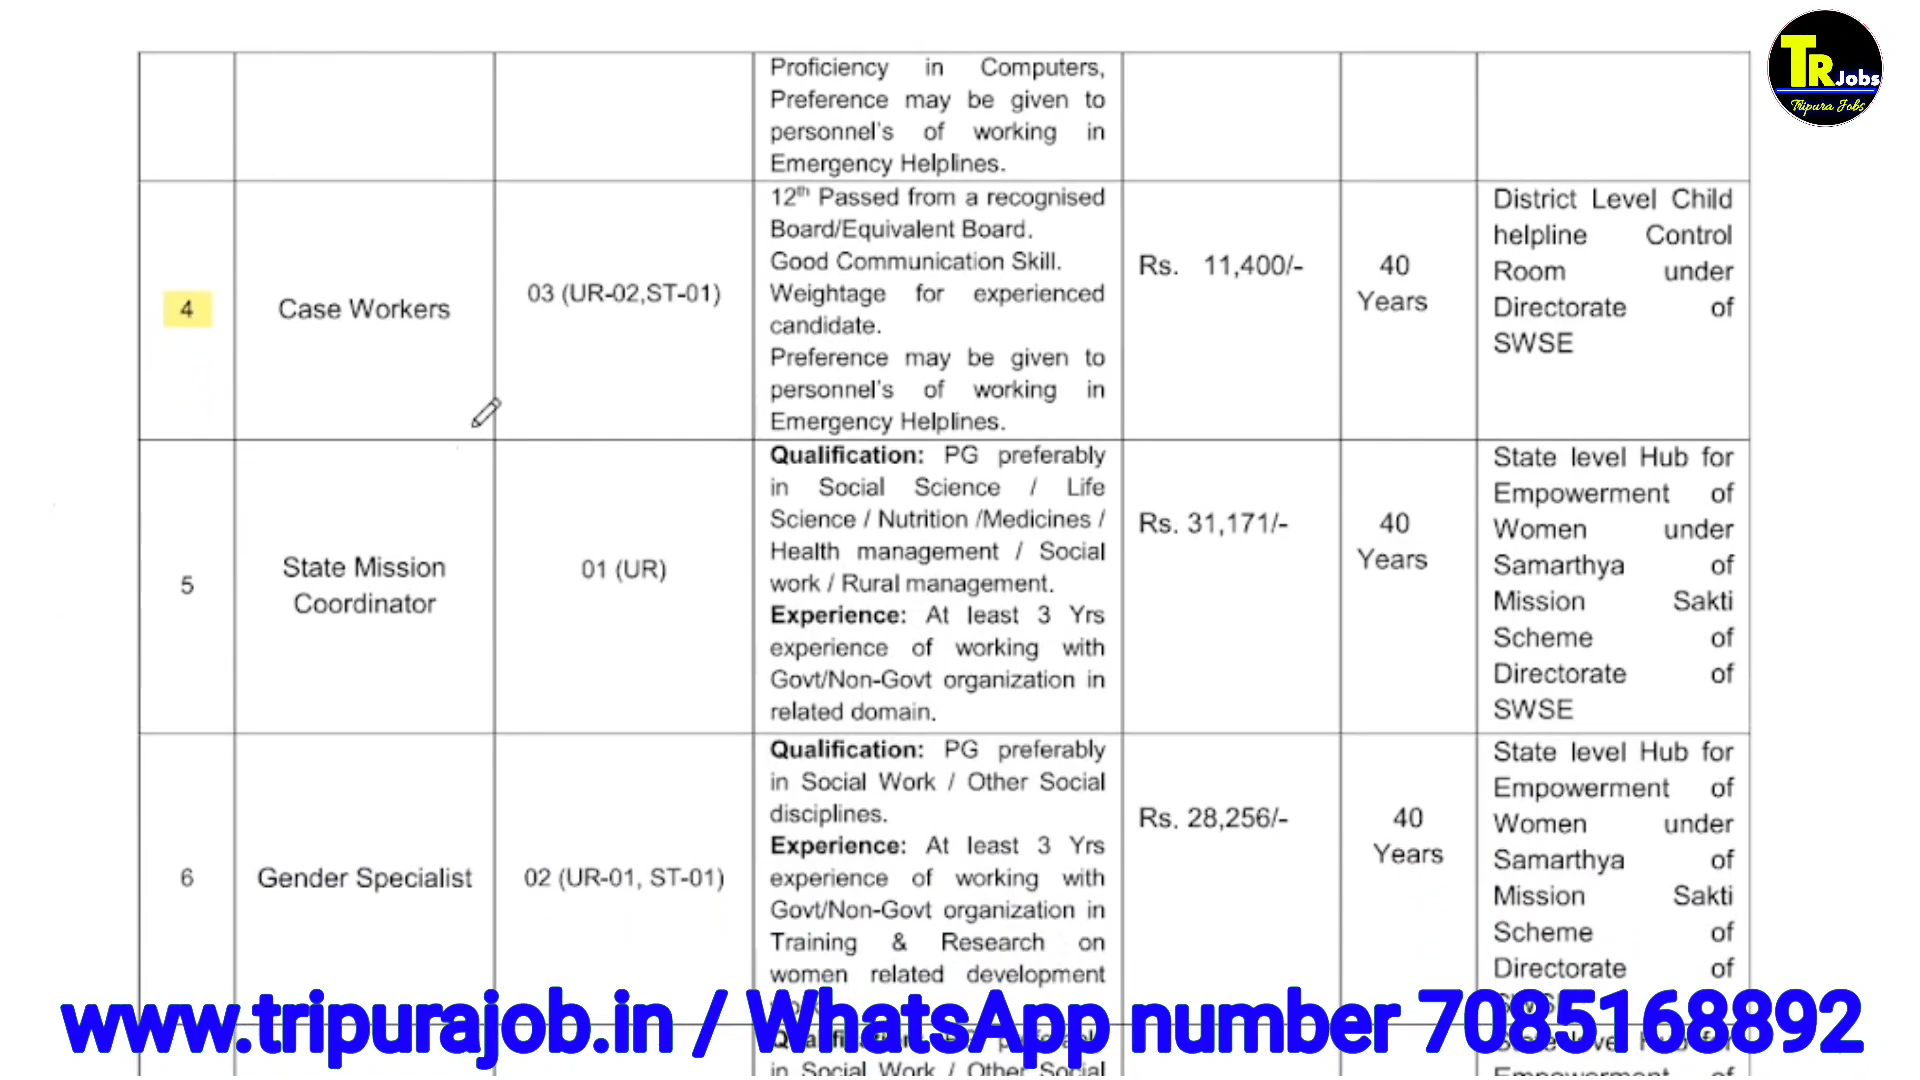 TR Jobs
Tripura Jobs
Proficiency in Computers,
Preference may be given to
personnel's of working in
Emergency Helplines.
4
Case Workers
03 (UR-02,ST-01)
12th Passed from a recognised
Board/Equivalent Board.
Good Communication Skill.
Weightage for experienced
candidate.
Preference may be given to
personnel's of working in
Emergency Helplines.
Rs. 11,400/-
40
Years
District Level Child
helpline Control
Room under
Directorate of
SWSE
5
State Mission
Coordinator
01 (UR)
Qualification: PG preferably
in Social Science / Life
Science / Nutrition /Medicines /
Health management / Social
work / Rural management.
Experience: At least 3 Yrs
experience of working with
Govt/Non-Govt organization in
related domain.
Rs. 31,171/-
40
Years
State level Hub for
Empowerment of
Women under
Samarthya of
Mission Sakti
Scheme of
Directorate of
SWSE
6
Gender Specialist
02 (UR-01, ST-01)
Qualification: PG preferably
in Social Work / Other Social
disciplines.
Experience: At least 3 Yrs
experience of working with
Govt/Non-Govt organization in
Training & Research on
women related development
Rs. 28,256/-
40
Years
State level Hub for
Empowerment of
Women under
Samarthya of
Mission Sakti
Scheme of
Directorate of
www.tripurajob.in / WhatsApp number 7085168892
in Social Work / Other Social
Empowerment of